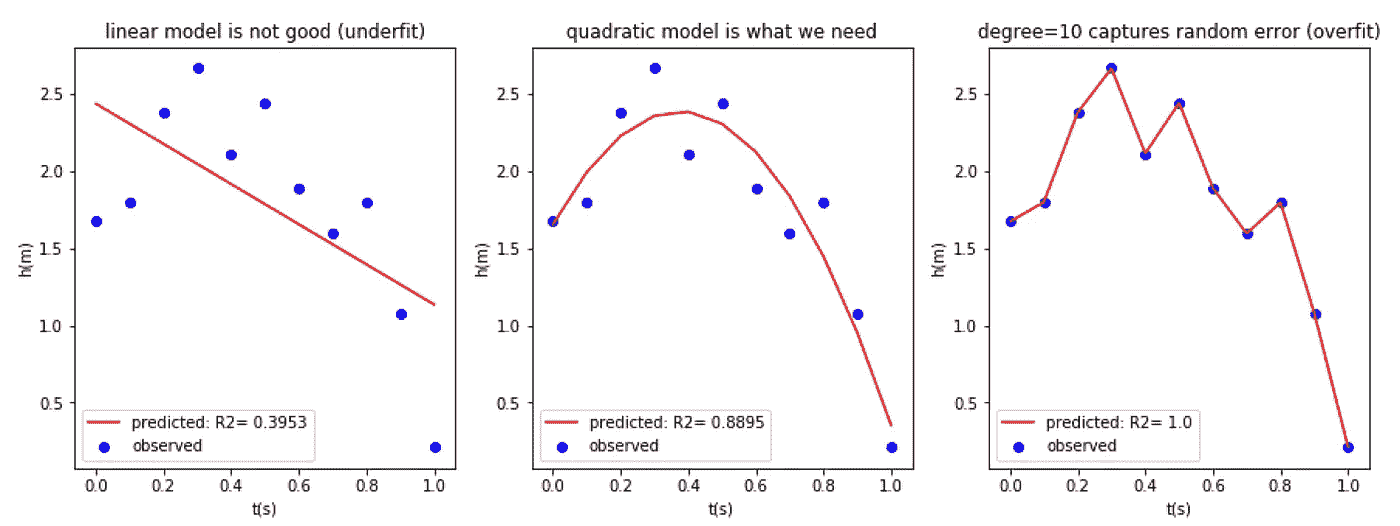 linear model is not good (underfit)
h(m)
2.5
2.0
1.5
1.0
0.5
predicted: R2= 0.3953
observed
0.0 0.2 0.4 0.6 0.8 1.0
t(s)
quadratic model is what we need
h(m)
2.5
2.0
1.5
1.0
0.5
predicted: R2= 0.8895
observed
0.0 0.2 0.4 0.6 0.8 1.0
t(s)
degree=10 captures random error (overfit)
h(m)
2.5
2.0
1.5
1.0
0.5
predicted: R2= 1.0
observed
0.0 0.2 0.4 0.6 0.8 1.0
t(s)